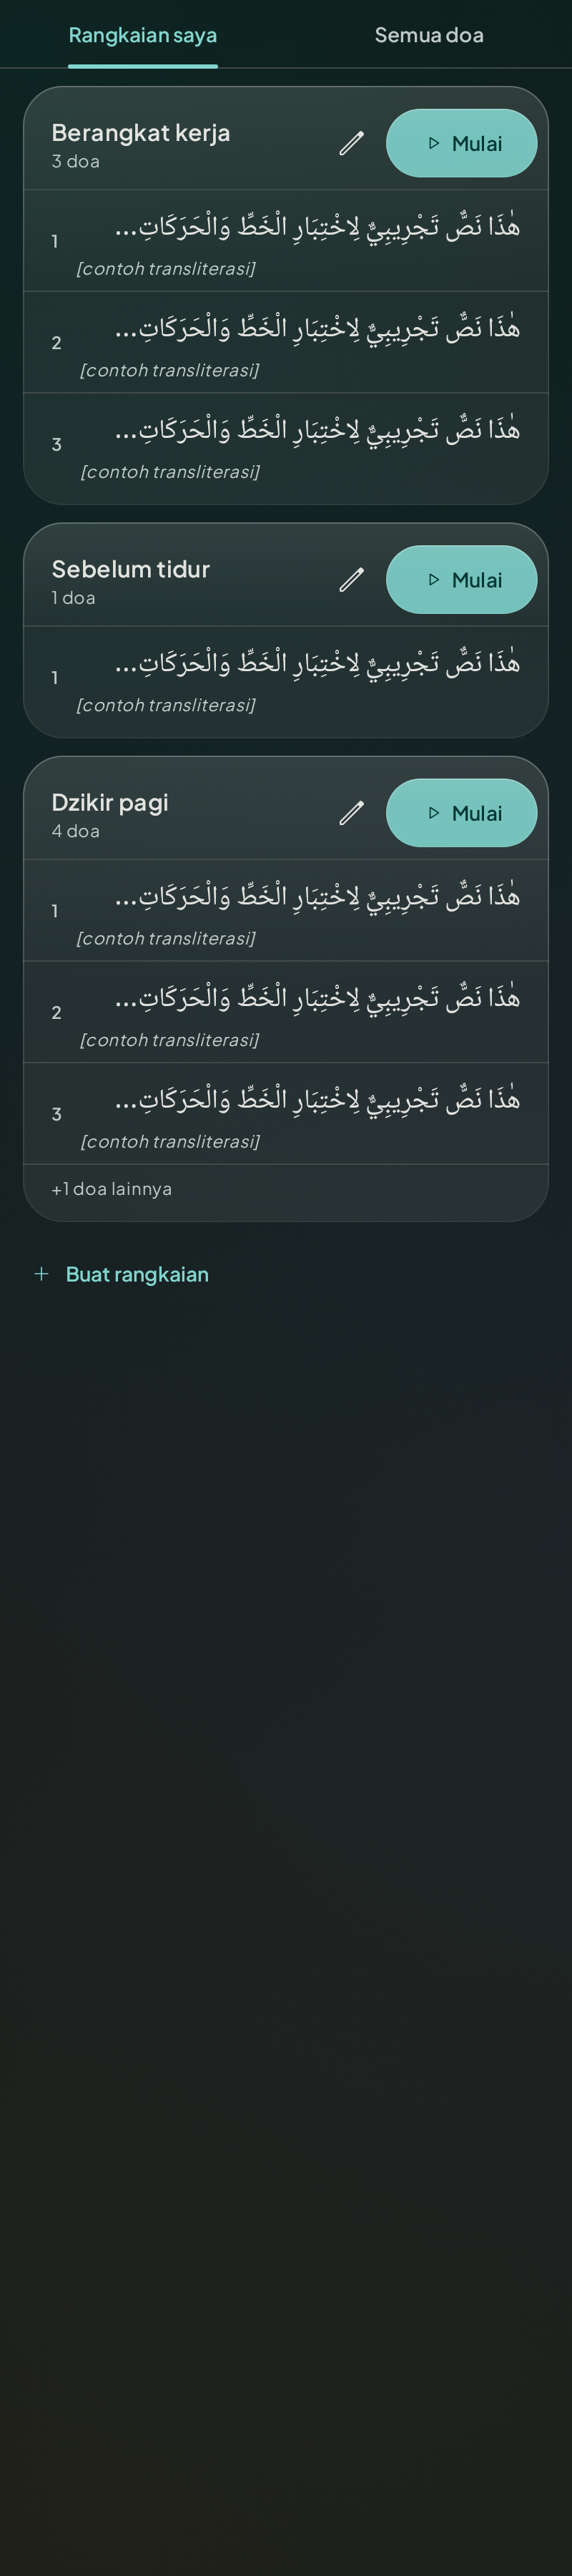 Rangkaian saya
Semua doa
Berangkat kerja
3 doa
Mulai
1
هٰذَا نَصٌّ تَجْرِيبِيٌّ لِاخْتِبَارِ الْخَطِّ وَالْحَرَكَاتِ...
[contoh transliterasi]
2
هٰذَا نَصٌّ تَجْرِيبِيٌّ لِاخْتِبَارِ الْخَطِّ وَالْحَرَكَاتِ...
[contoh transliterasi]
3
هٰذَا نَصٌّ تَجْرِيبِيٌّ لِاخْتِبَارِ الْخَطِّ وَالْحَرَكَاتِ...
[contoh transliterasi]
Sebelum tidur
1 doa
Mulai
1
هٰذَا نَصٌّ تَجْرِيبِيٌّ لِاخْتِبَارِ الْخَطِّ وَالْحَرَكَاتِ...
[contoh transliterasi]
Dzikir pagi
4 doa
Mulai
1
هٰذَا نَصٌّ تَجْرِيبِيٌّ لِاخْتِبَارِ الْخَطِّ وَالْحَرَكَاتِ...
[contoh transliterasi]
2
هٰذَا نَصٌّ تَجْرِيبِيٌّ لِاخْتِبَارِ الْخَطِّ وَالْحَرَكَاتِ...
[contoh transliterasi]
3
هٰذَا نَصٌّ تَجْرِيبِيٌّ لِاخْتِبَارِ الْخَطِّ وَالْحَرَكَاتِ...
[contoh transliterasi]
+1 doa lainnya
Buat rangkaian